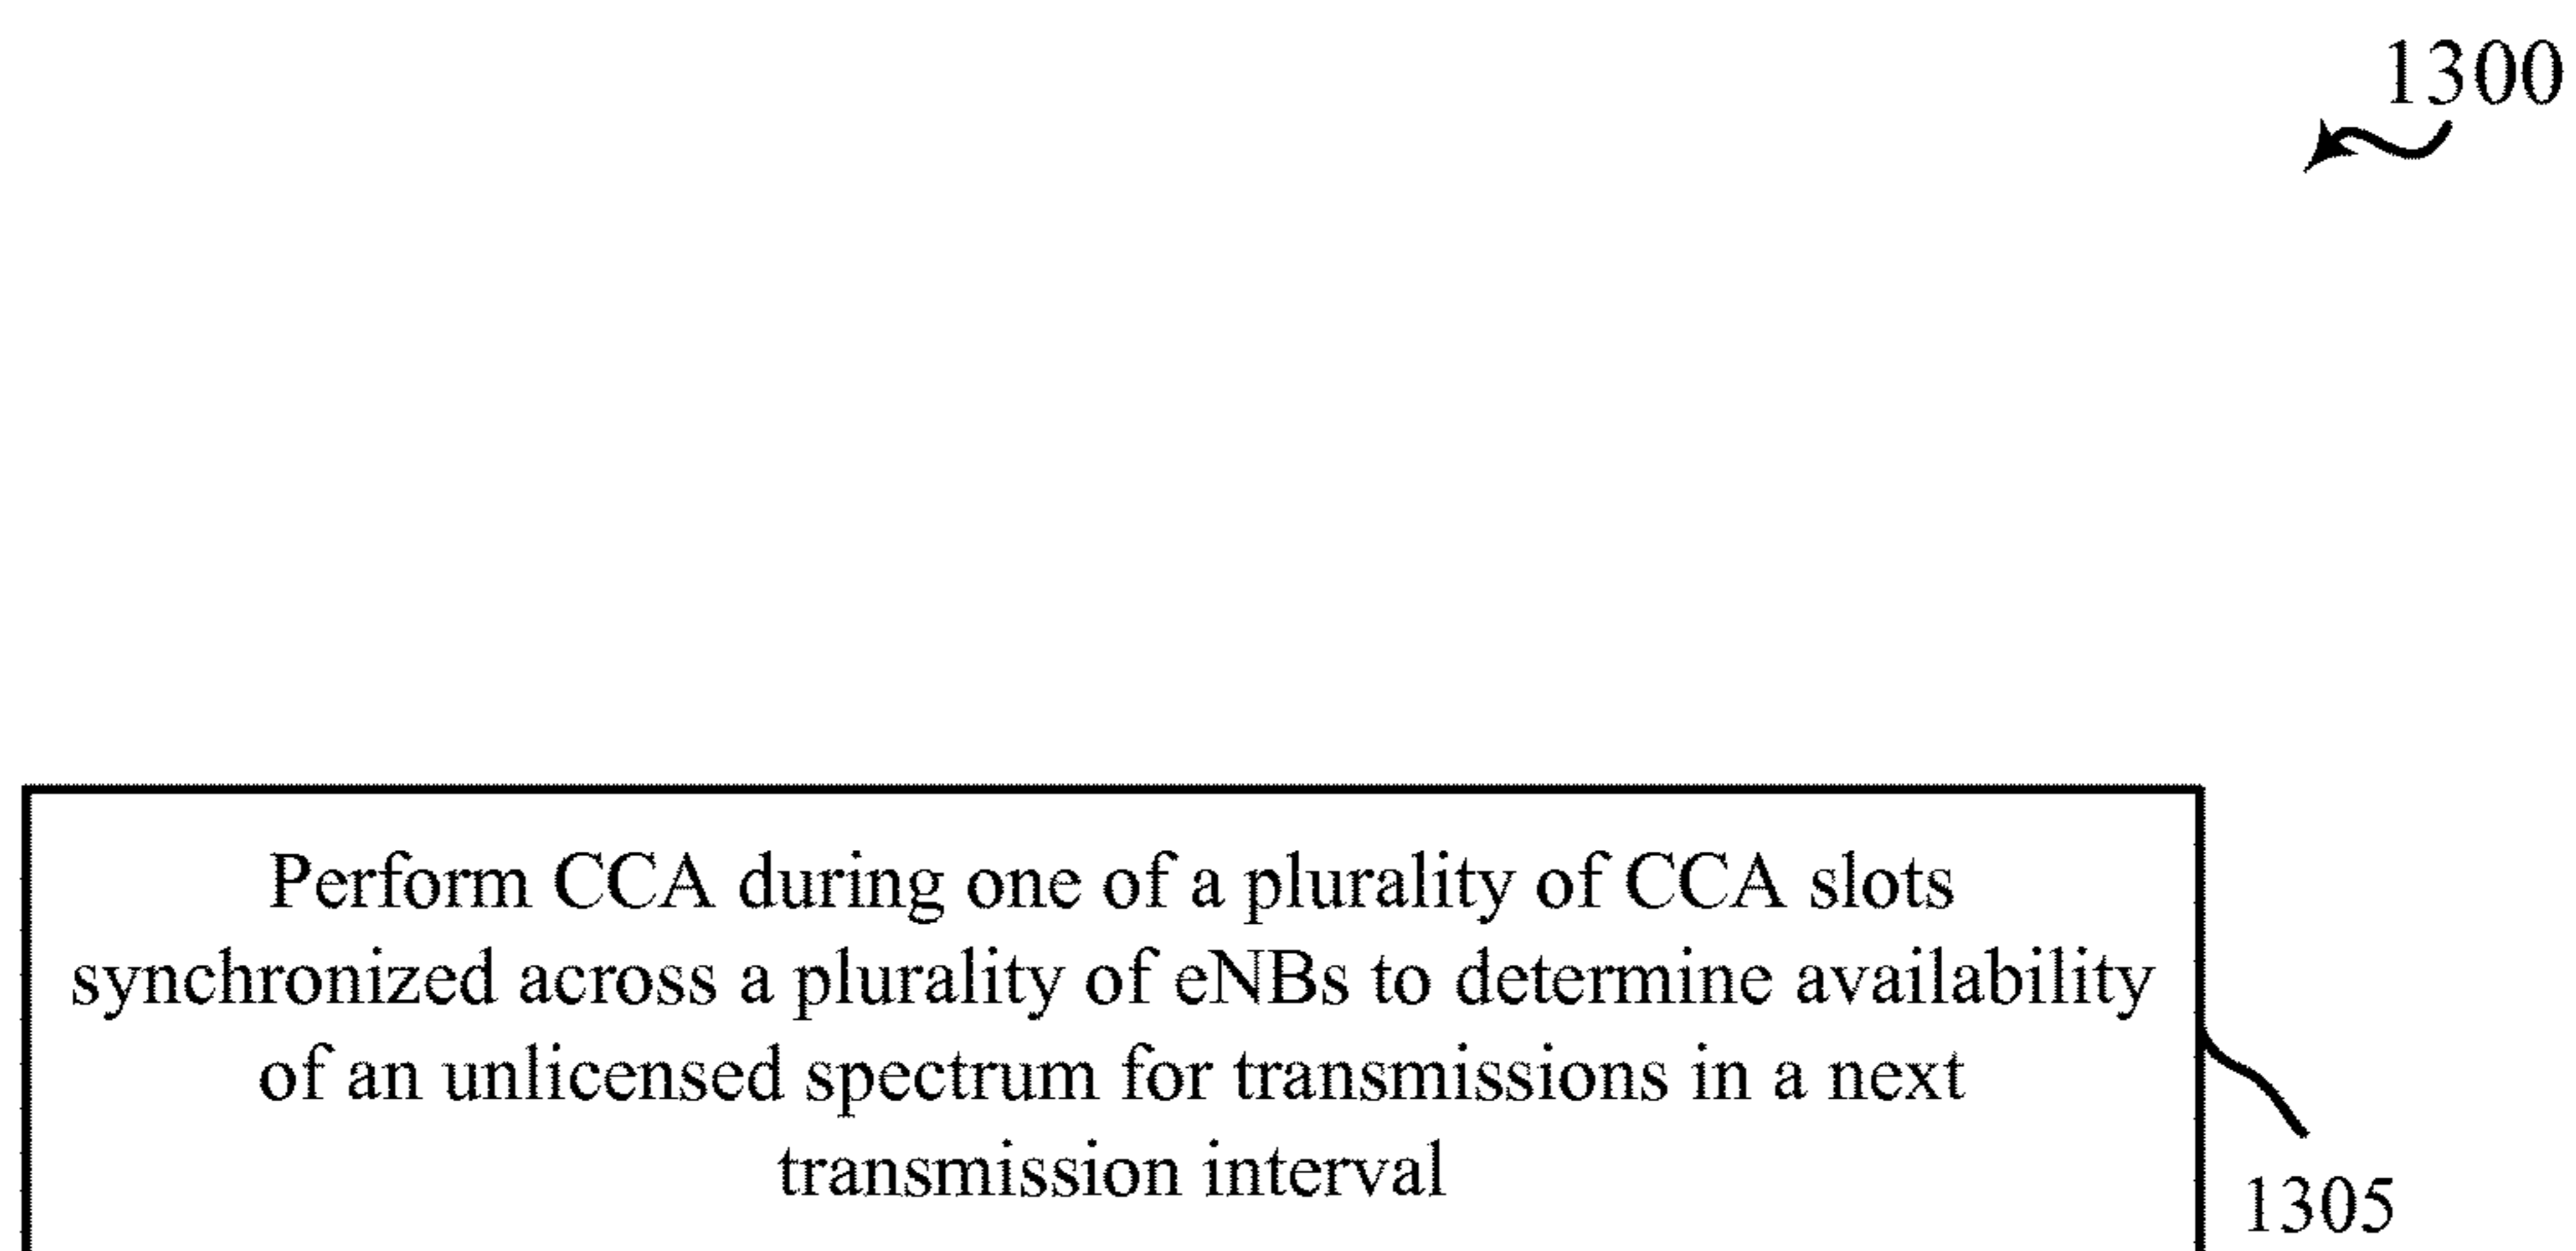 1300
Perform CCA during one of a plurality of CCA slots
synchronized across a plurality of eNBs to determine availability
of an unlicensed spectrum for transmissions in a next
transmission interval
1305